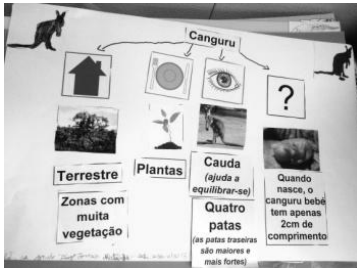 Canguru
?
Terrestre
Zonas com
muita
vegetação
Plantas
Cauda
(ajuda a
equilibrar-se)
Quatro
patas
(as patas traseiras
são maiores e
mais fortes)
Quando
nasce, o
canguru bebé
tem apenas
2cm de
comprimento